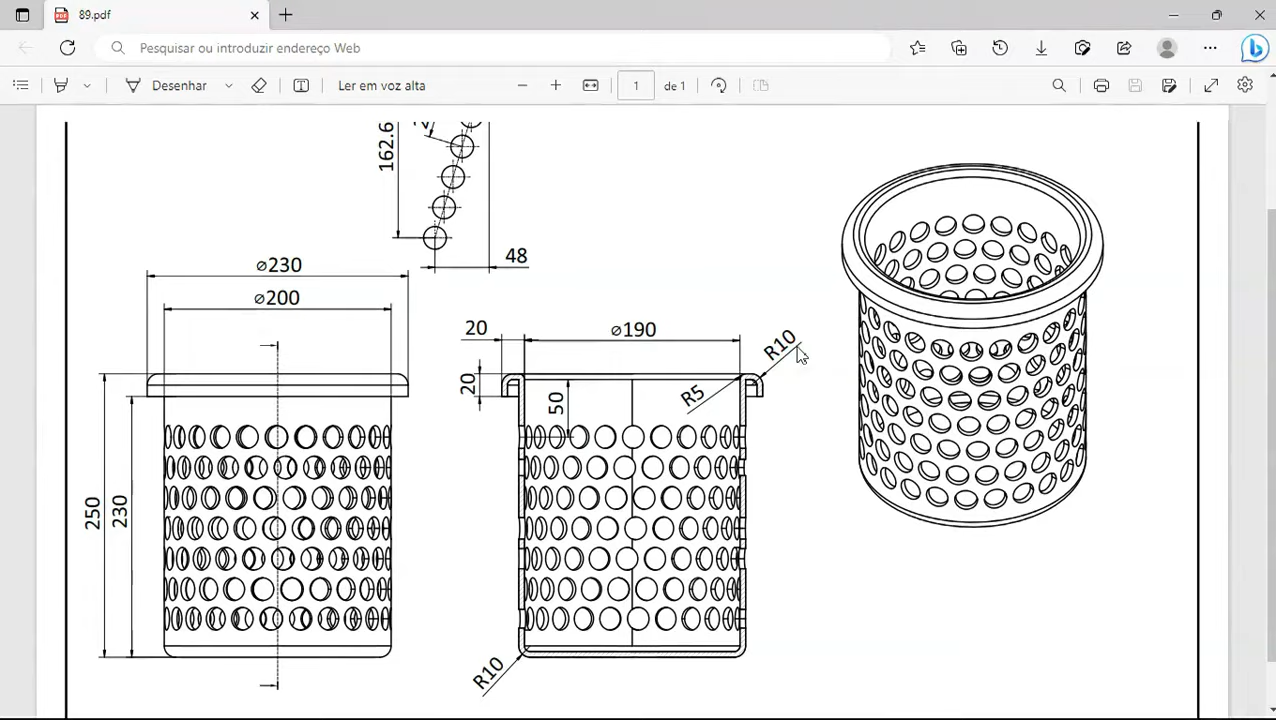 89.pdf
Pesquisar ou introduzir endereço Web
Desenhar
Ler em voz alta
1
de 1
162.6
48
⌀230
⌀200
20
⌀190
R10
20
50
R5
250
230
R10